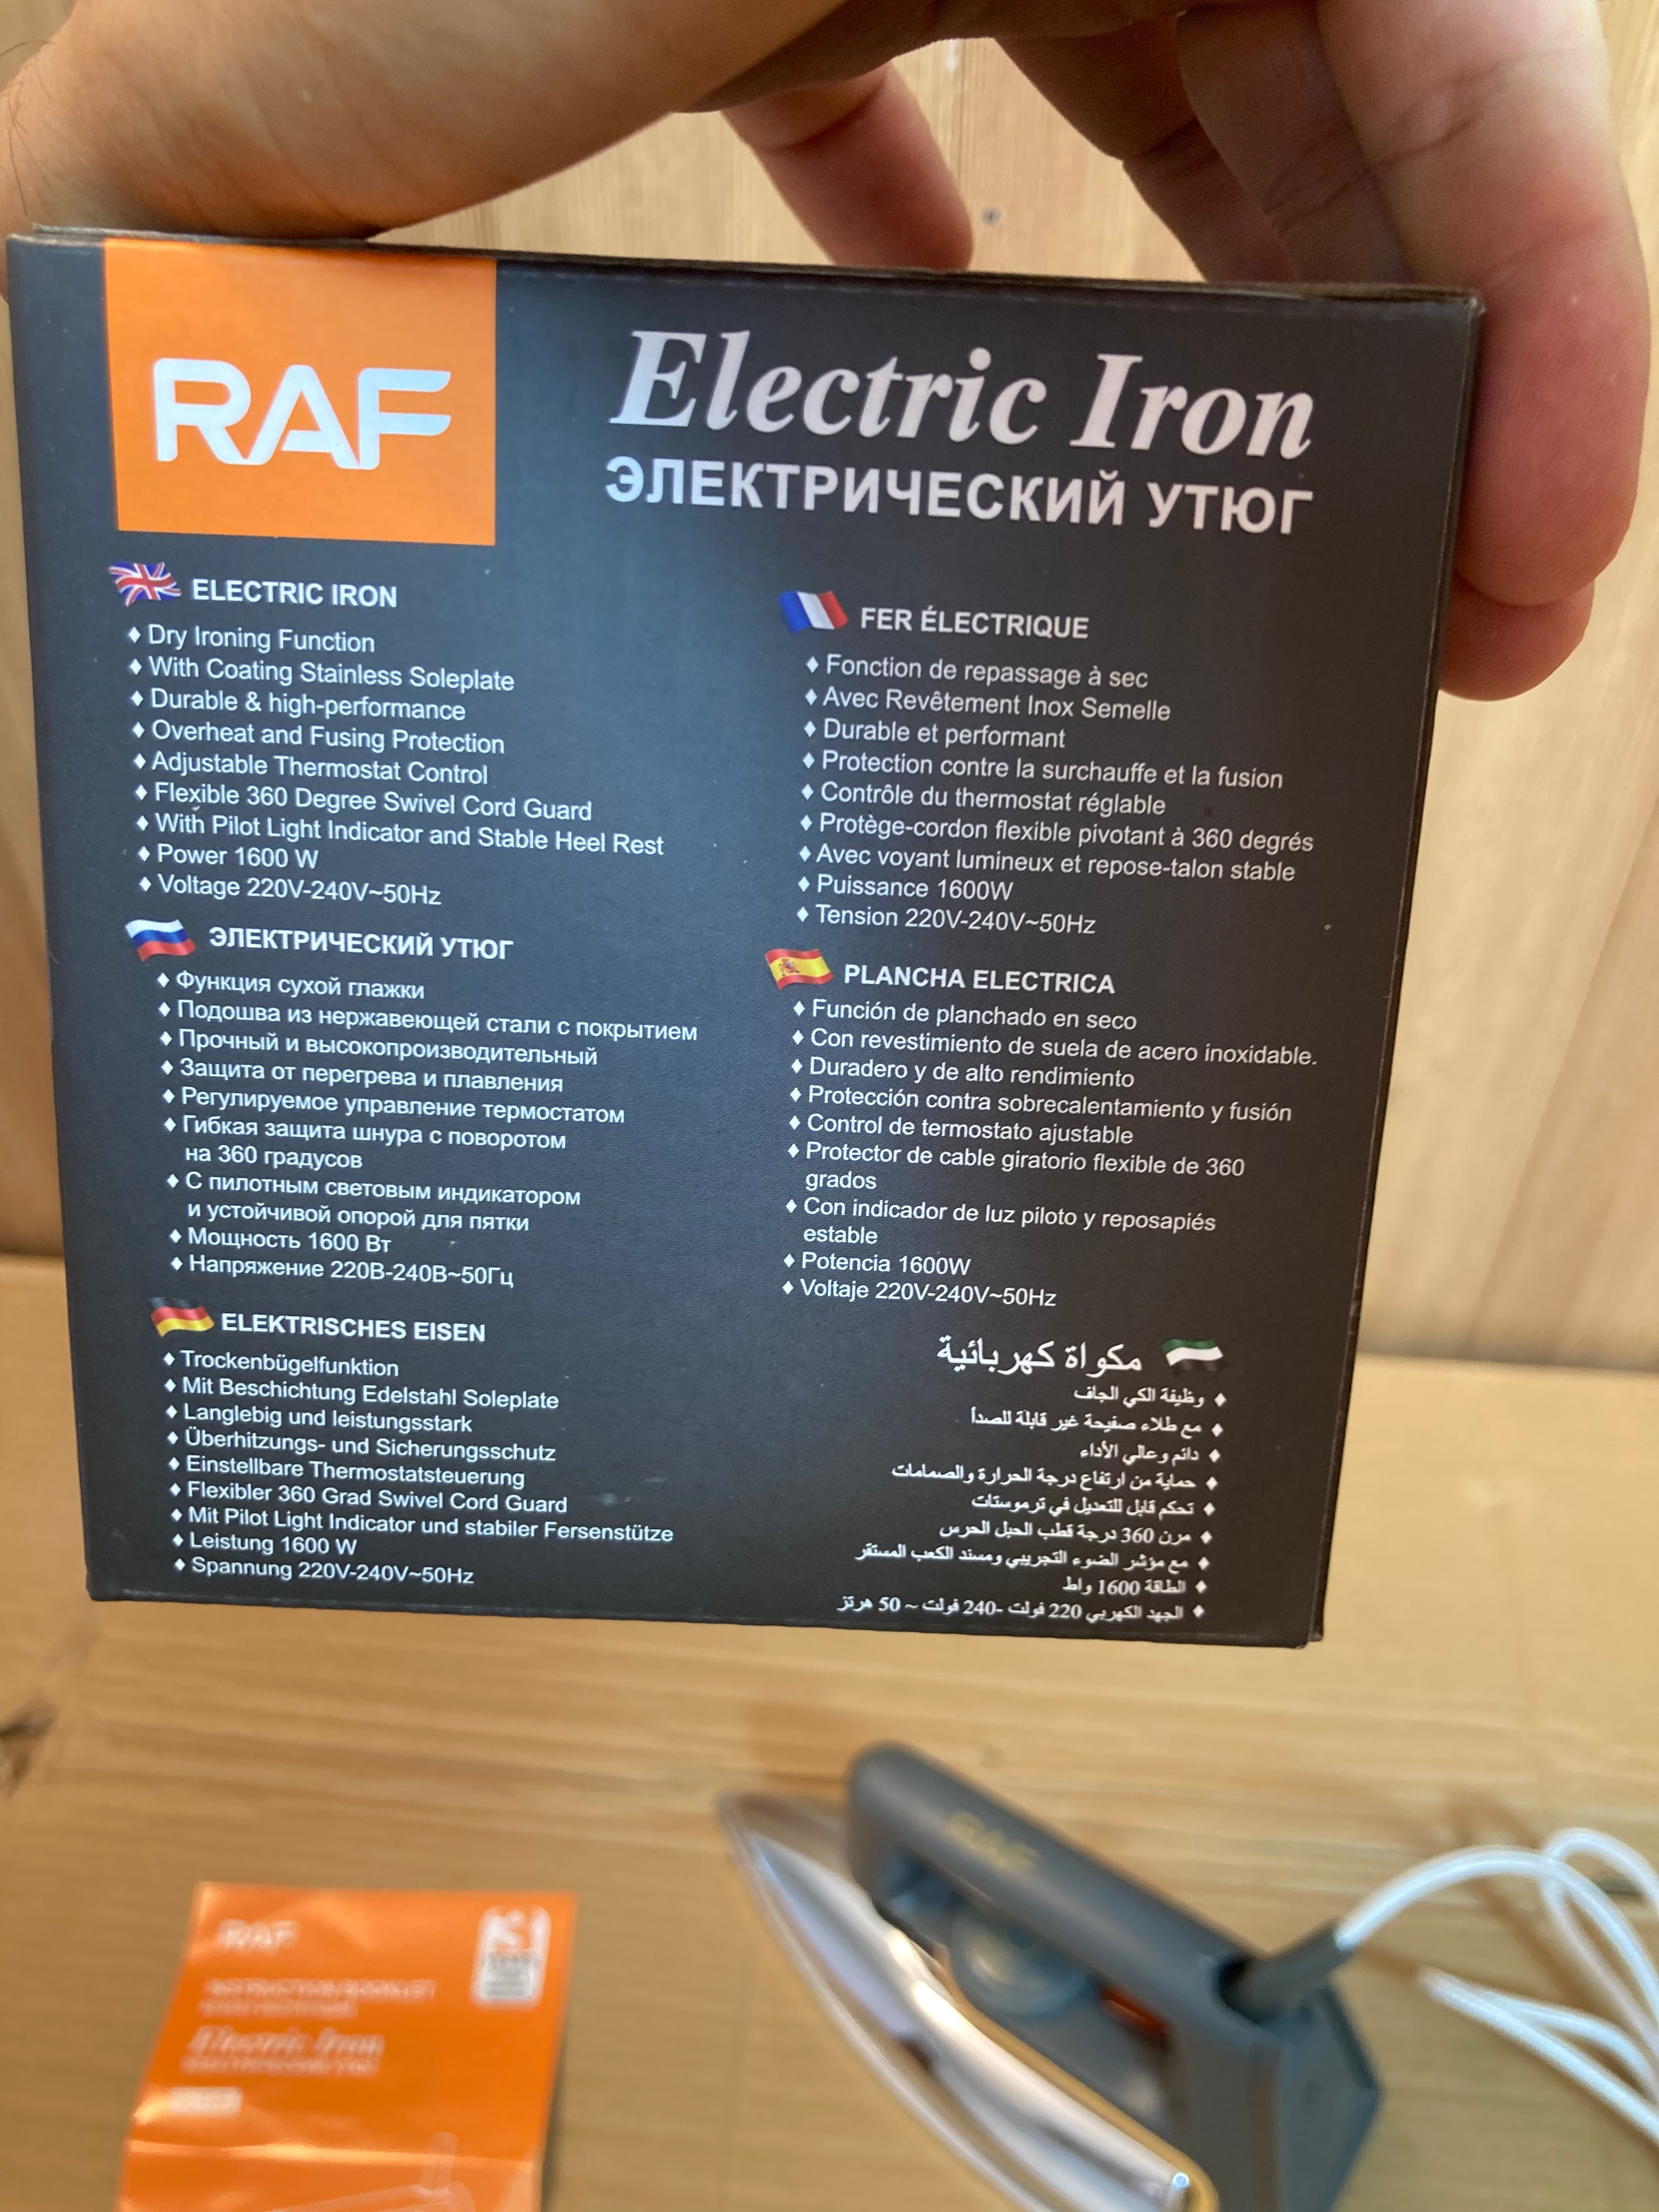 RAF
Electric Iron
ЭЛЕКТРИЧЕСКИЙ УТЮГ
ELECTRIC IRON
♦ Dry Ironing Function
♦ With Coating Stainless Soleplate
♦ Durable & high-performance
♦ Overheat and Fusing Protection
♦ Adjustable Thermostat Control
♦ Flexible 360 Degree Swivel Cord Guard
♦ With Pilot Light Indicator and Stable Heel Rest
♦ Power 1600 W
♦ Voltage 220V-240V~50Hz
ЭЛЕКТРИЧЕСКИЙ УТЮГ
♦ Функция сухой глажки
♦ Подошва из нержавеющей стали с покрытием
♦ Прочный и высокопроизводительный
♦ Защита от перегрева и плавления
♦ Регулируемое управление термостатом
♦ Гибкая защита шнура с поворотом
на 360 градусов
♦ С пилотным световым индикатором
и устойчивой опорой для пятки
♦ Мощность 1600 Вт
♦ Напряжение 220В-240В~50Гц
ELEKTRISCHES EISEN
♦ Trockenbügelfunktion
♦ Mit Beschichtung Edelstahl Soleplate
♦ Langlebig und leistungsstark
♦ Überhitzungs- und Sicherungsschutz
♦ Einstellbare Thermostatsteuerung
♦ Flexibler 360 Grad Swivel Cord Guard
♦ Mit Pilot Light Indicator und stabiler Fersenstütze
♦ Leistung 1600 W
♦ Spannung 220V-240V~50Hz
FER ÉLECTRIQUE
♦ Fonction de repassage à sec
♦ Avec Revêtement Inox Semelle
♦ Durable et performant
♦ Protection contre la surchauffe et la fusion
♦ Contrôle du thermostat réglable
♦ Protège-cordon flexible pivotant à 360 degrés
♦ Avec voyant lumineux et repose-talon stable
♦ Puissance 1600W
♦ Tension 220V-240V~50Hz
PLANCHA ELECTRICA
♦ Función de planchado en seco
♦ Con revestimiento de suela de acero inoxidable.
♦ Duradero y de alto rendimiento
♦ Protección contra sobrecalentamiento y fusión
♦ Control de termostato ajustable
♦ Protector de cable giratorio flexible de 360
grados
♦ Con indicador de luz piloto y reposapiés
estable
♦ Potencia 1600W
♦ Voltaje 220V-240V~50Hz
مكواة كهربائية
♦ وظيفة الكي الجاف
♦ مع طلاء صفيحة غير قابلة للصدأ
♦ دائم وعالي الأداء
♦ حماية من ارتفاع درجة الحرارة والصمامات
♦ تحكم قابل للتعديل في ترموستات
♦ مرن 360 درجة قطب الحبل الحرس
♦ مع مؤشر الضوء التجريبي ومسند الكعب المستقر
♦ الطاقة 1600 واط
♦ الجهد الكهربي 220 فولت -240 فولت ~ 50 هرتز
RAF
RAF
INSTRUCTION BOOKLET
Electric Iron